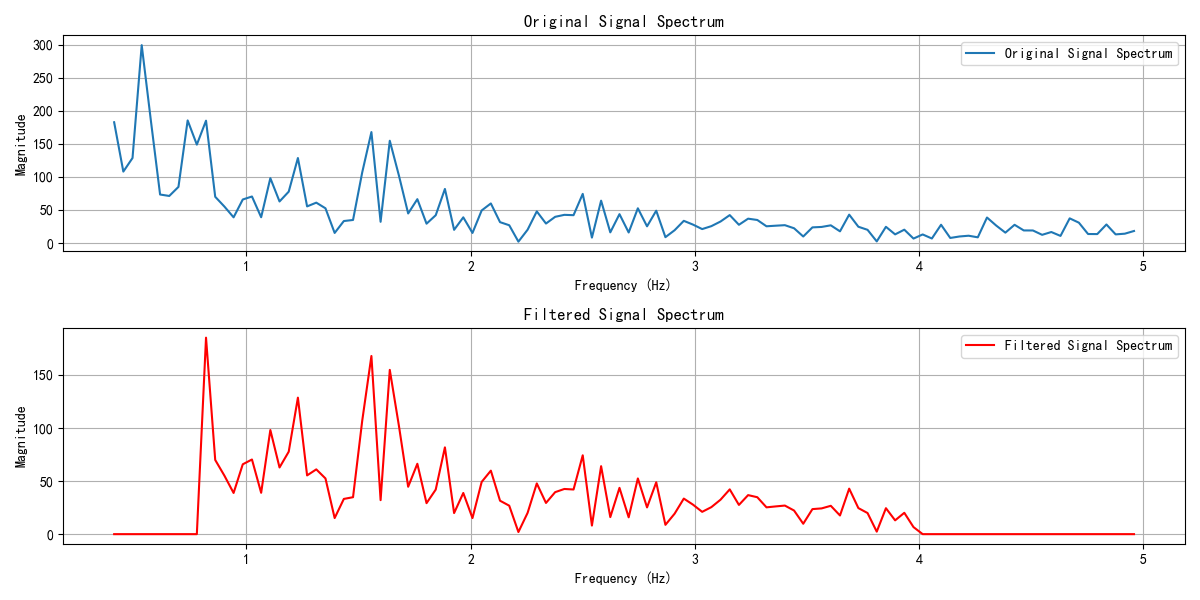 Original Signal Spectrum
300
250
200
150
100
50
0
Magnitude
Original Signal Spectrum
1
2
3
4
5
Frequency (Hz)
Filtered Signal Spectrum
150
100
50
0
Magnitude
Filtered Signal Spectrum
1
2
3
4
5
Frequency (Hz)